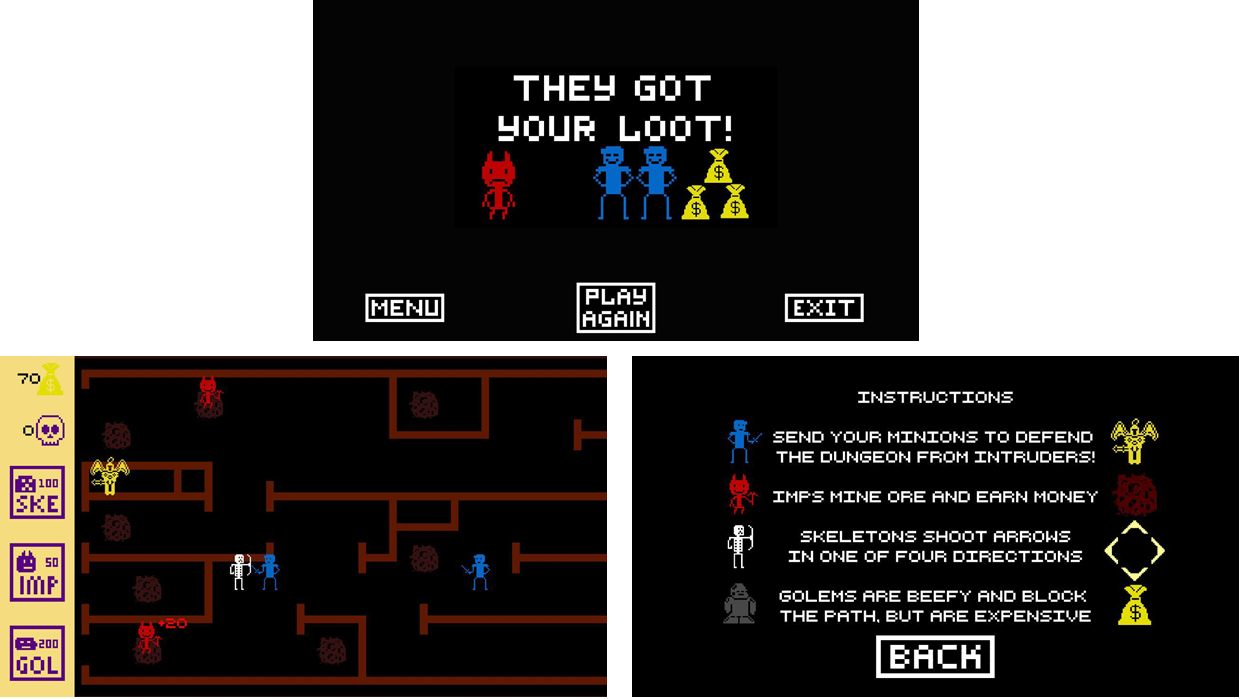 THEY GOT
YOUR LOOT!
$
$ $
MENU
PLAY
AGAIN
EXIT
70 $
0
100
SKE
50
IMP
200
GOL
+20
INSTRUCTIONS
SEND YOUR MINIONS TO DEFEND
THE DUNGEON FROM INTRUDERS!
IMPS MINE ORE AND EARN MONEY
SKELETONS SHOOT ARROWS
IN ONE OF FOUR DIRECTIONS
GOLEMS ARE BEEFY AND BLOCK
THE PATH, BUT ARE EXPENSIVE
$
BACK